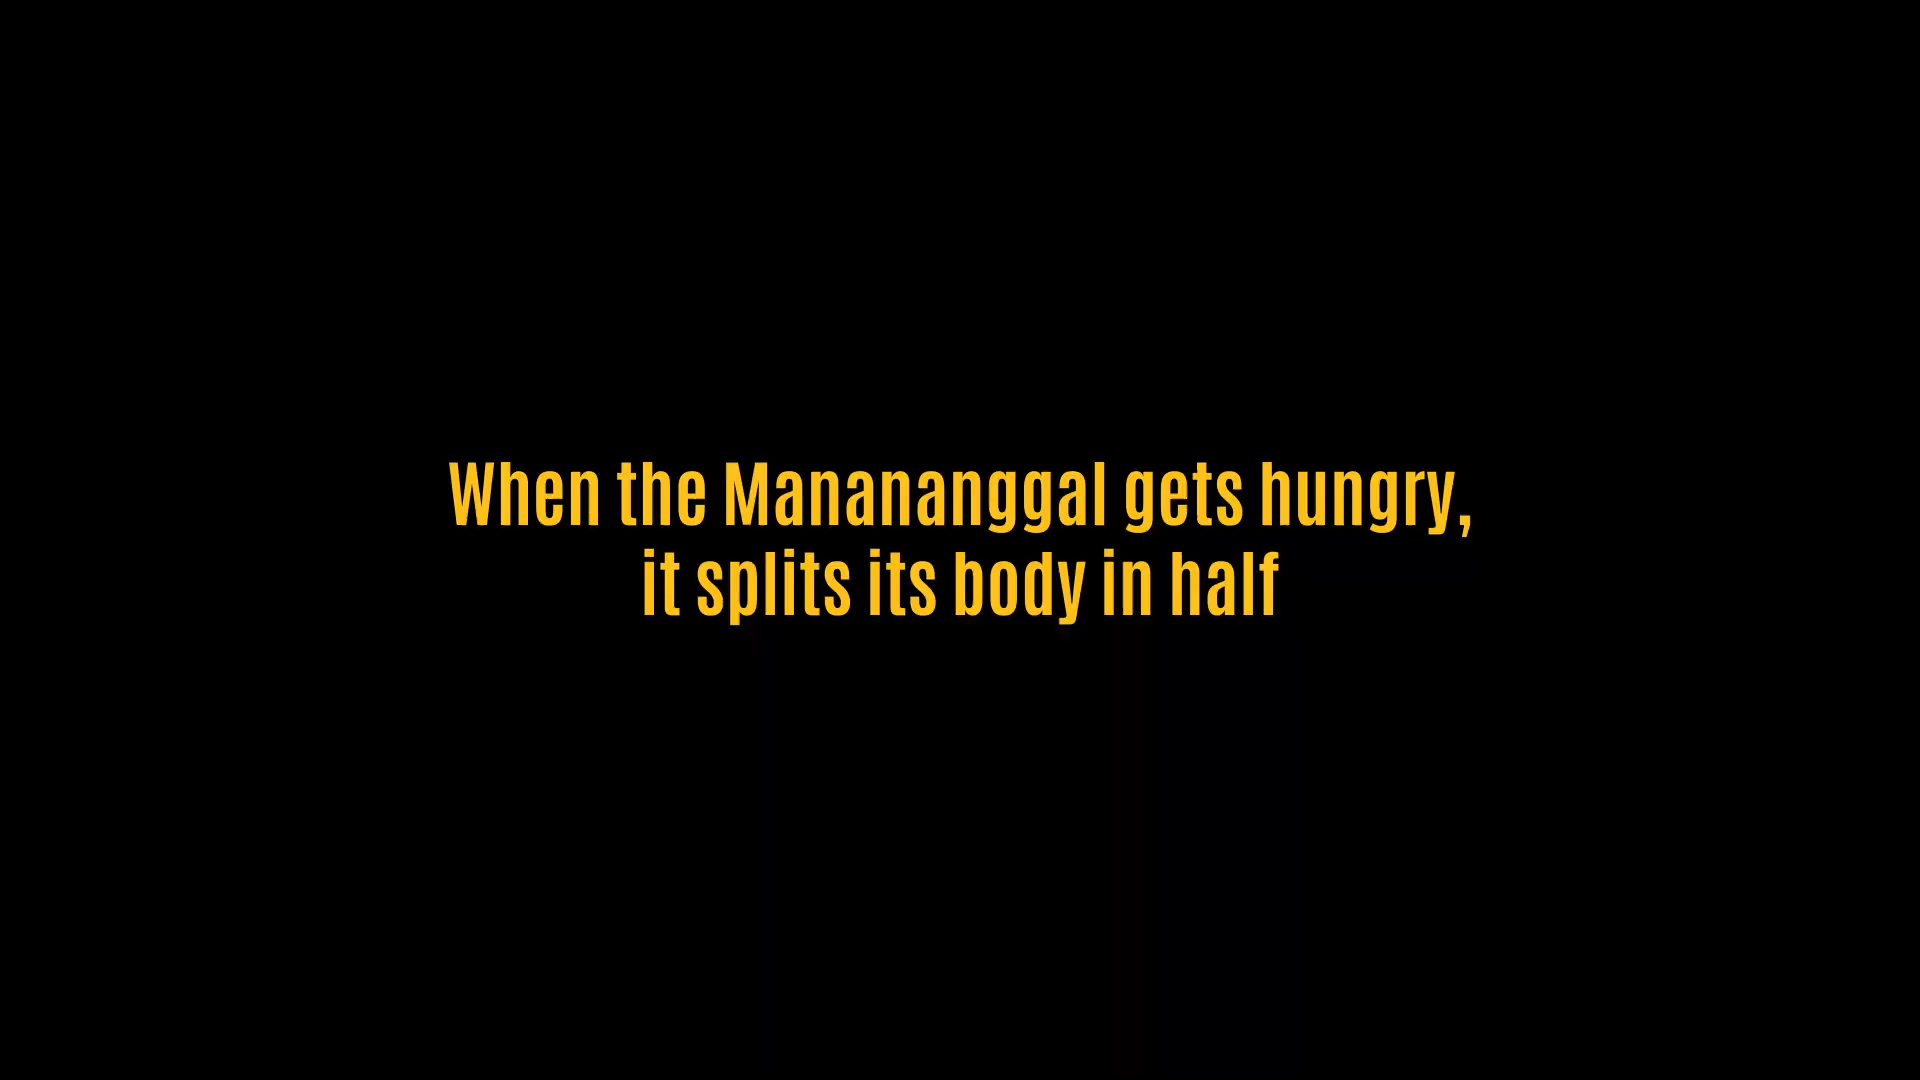 When the Manananggal gets hungry,
it splits its body in half